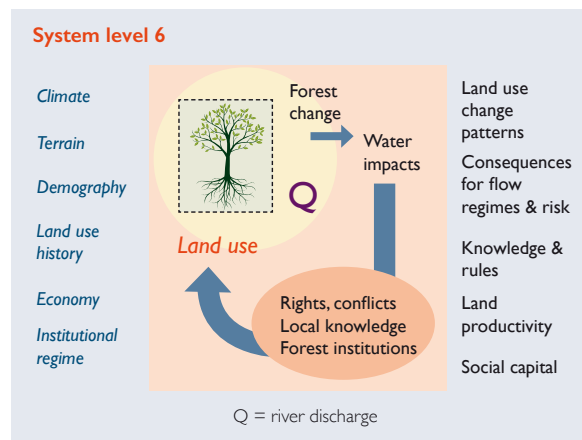 System level 6
Climate
Terrain
Demography
Land use
history
Economy
Institutional
regime
Forest
change
Water
impacts
Q
Land use
Rights, conflicts
Local knowledge
Forest institutions
Land use
change
patterns
Consequences
for flow
regimes & risk
Knowledge &
rules
Land
productivity
Social capital
Q = river discharge